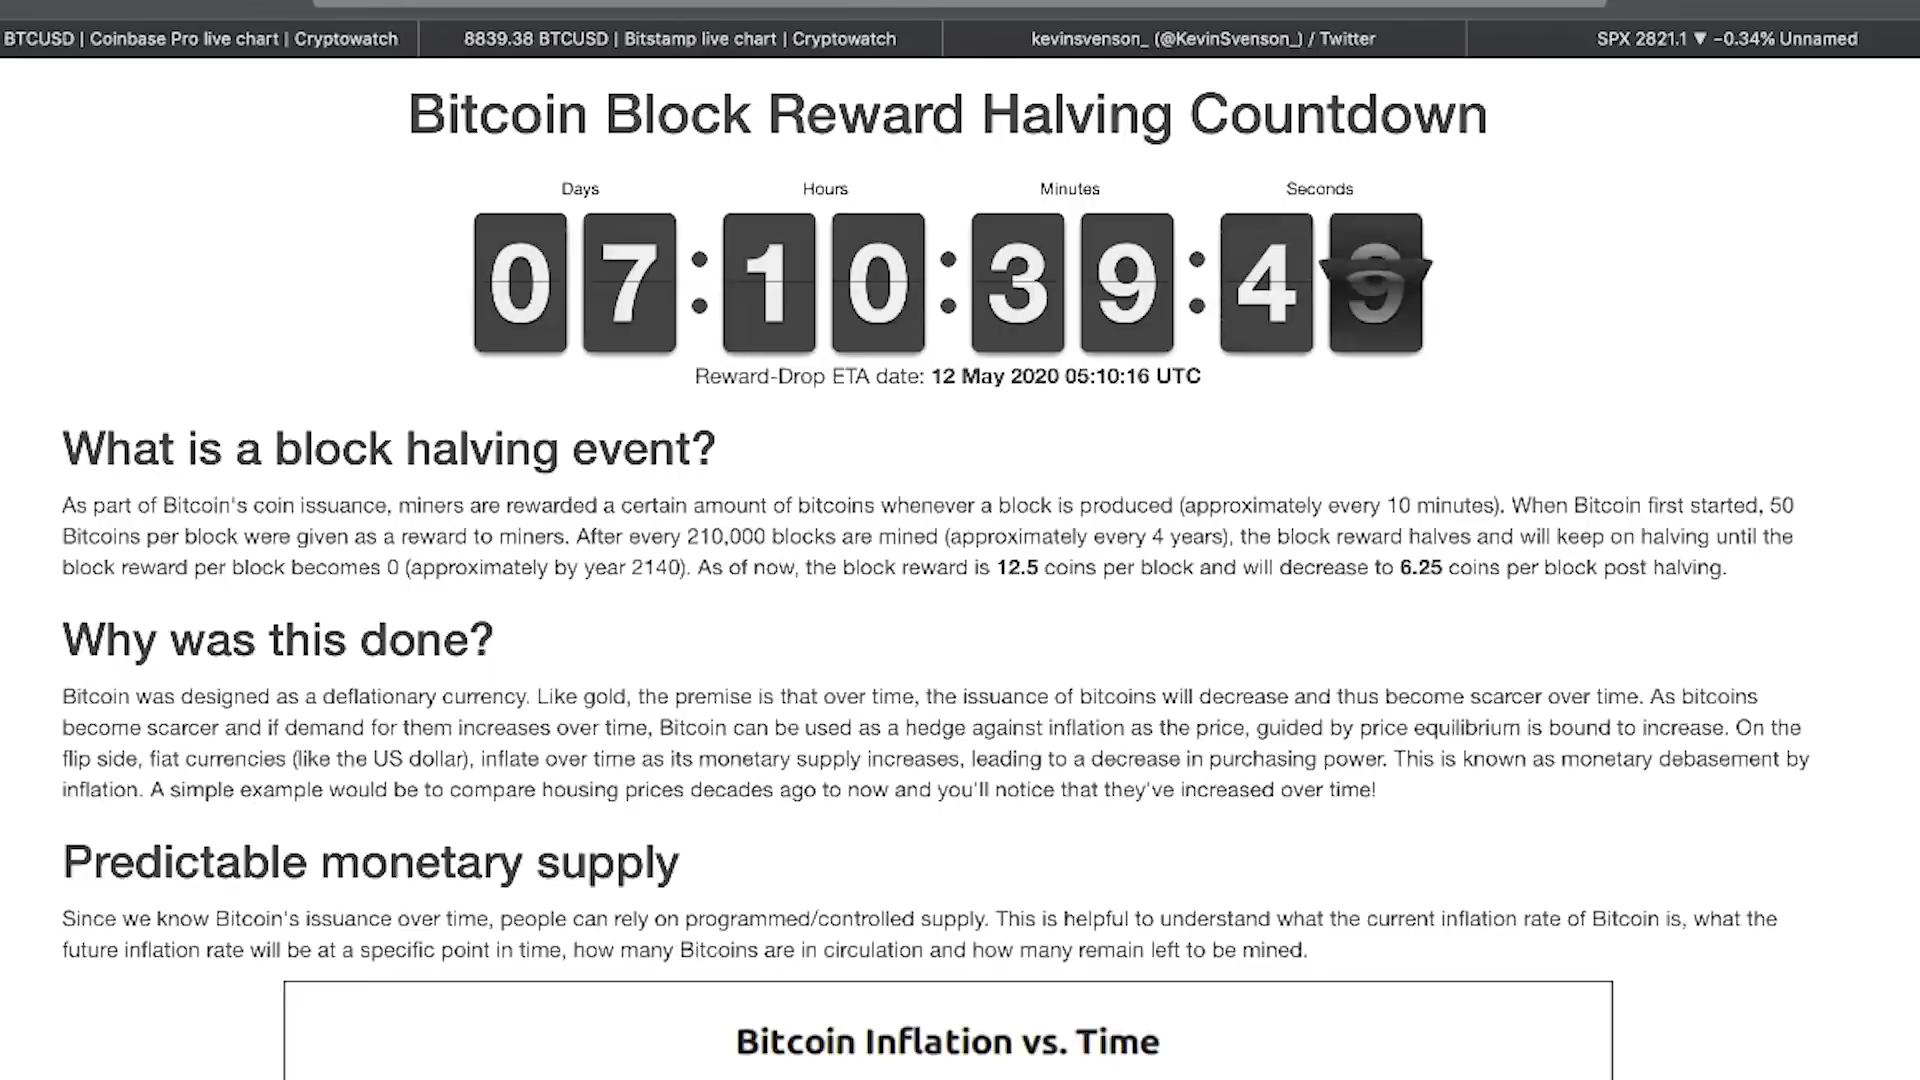 BTCUSD | Coinbase Pro live chart | Cryptowatch
8839.38 BTCUSD | Bitstamp live chart | Cryptowatch
kevinsvenson_ (@KevinSvenson_) / Twitter
SPX 2821.1 ▼ −0.34% Unnamed
Bitcoin Block Reward Halving Countdown
Days Hours Minutes Seconds
07:10:39:4
Reward-Drop ETA date: 12 May 2020 05:10:16 UTC
What is a block halving event?
As part of Bitcoin's coin issuance, miners are rewarded a certain amount of bitcoins whenever a block is produced (approximately every 10 minutes). When Bitcoin first started, 50
Bitcoins per block were given as a reward to miners. After every 210,000 blocks are mined (approximately every 4 years), the block reward halves and will keep on halving until the
block reward per block becomes 0 (approximately by year 2140). As of now, the block reward is 12.5 coins per block and will decrease to 6.25 coins per block post halving.
Why was this done?
Bitcoin was designed as a deflationary currency. Like gold, the premise is that over time, the issuance of bitcoins will decrease and thus become scarcer over time. As bitcoins
become scarcer and if demand for them increases over time, Bitcoin can be used as a hedge against inflation as the price, guided by price equilibrium is bound to increase. On the
flip side, fiat currencies (like the US dollar), inflate over time as its monetary supply increases, leading to a decrease in purchasing power. This is known as monetary debasement by
inflation. A simple example would be to compare housing prices decades ago to now and you'll notice that they've increased over time!
Predictable monetary supply
Since we know Bitcoin's issuance over time, people can rely on programmed/controlled supply. This is helpful to understand what the current inflation rate of Bitcoin is, what the
future inflation rate will be at a specific point in time, how many Bitcoins are in circulation and how many remain left to be mined.
Bitcoin Inflation vs. Time